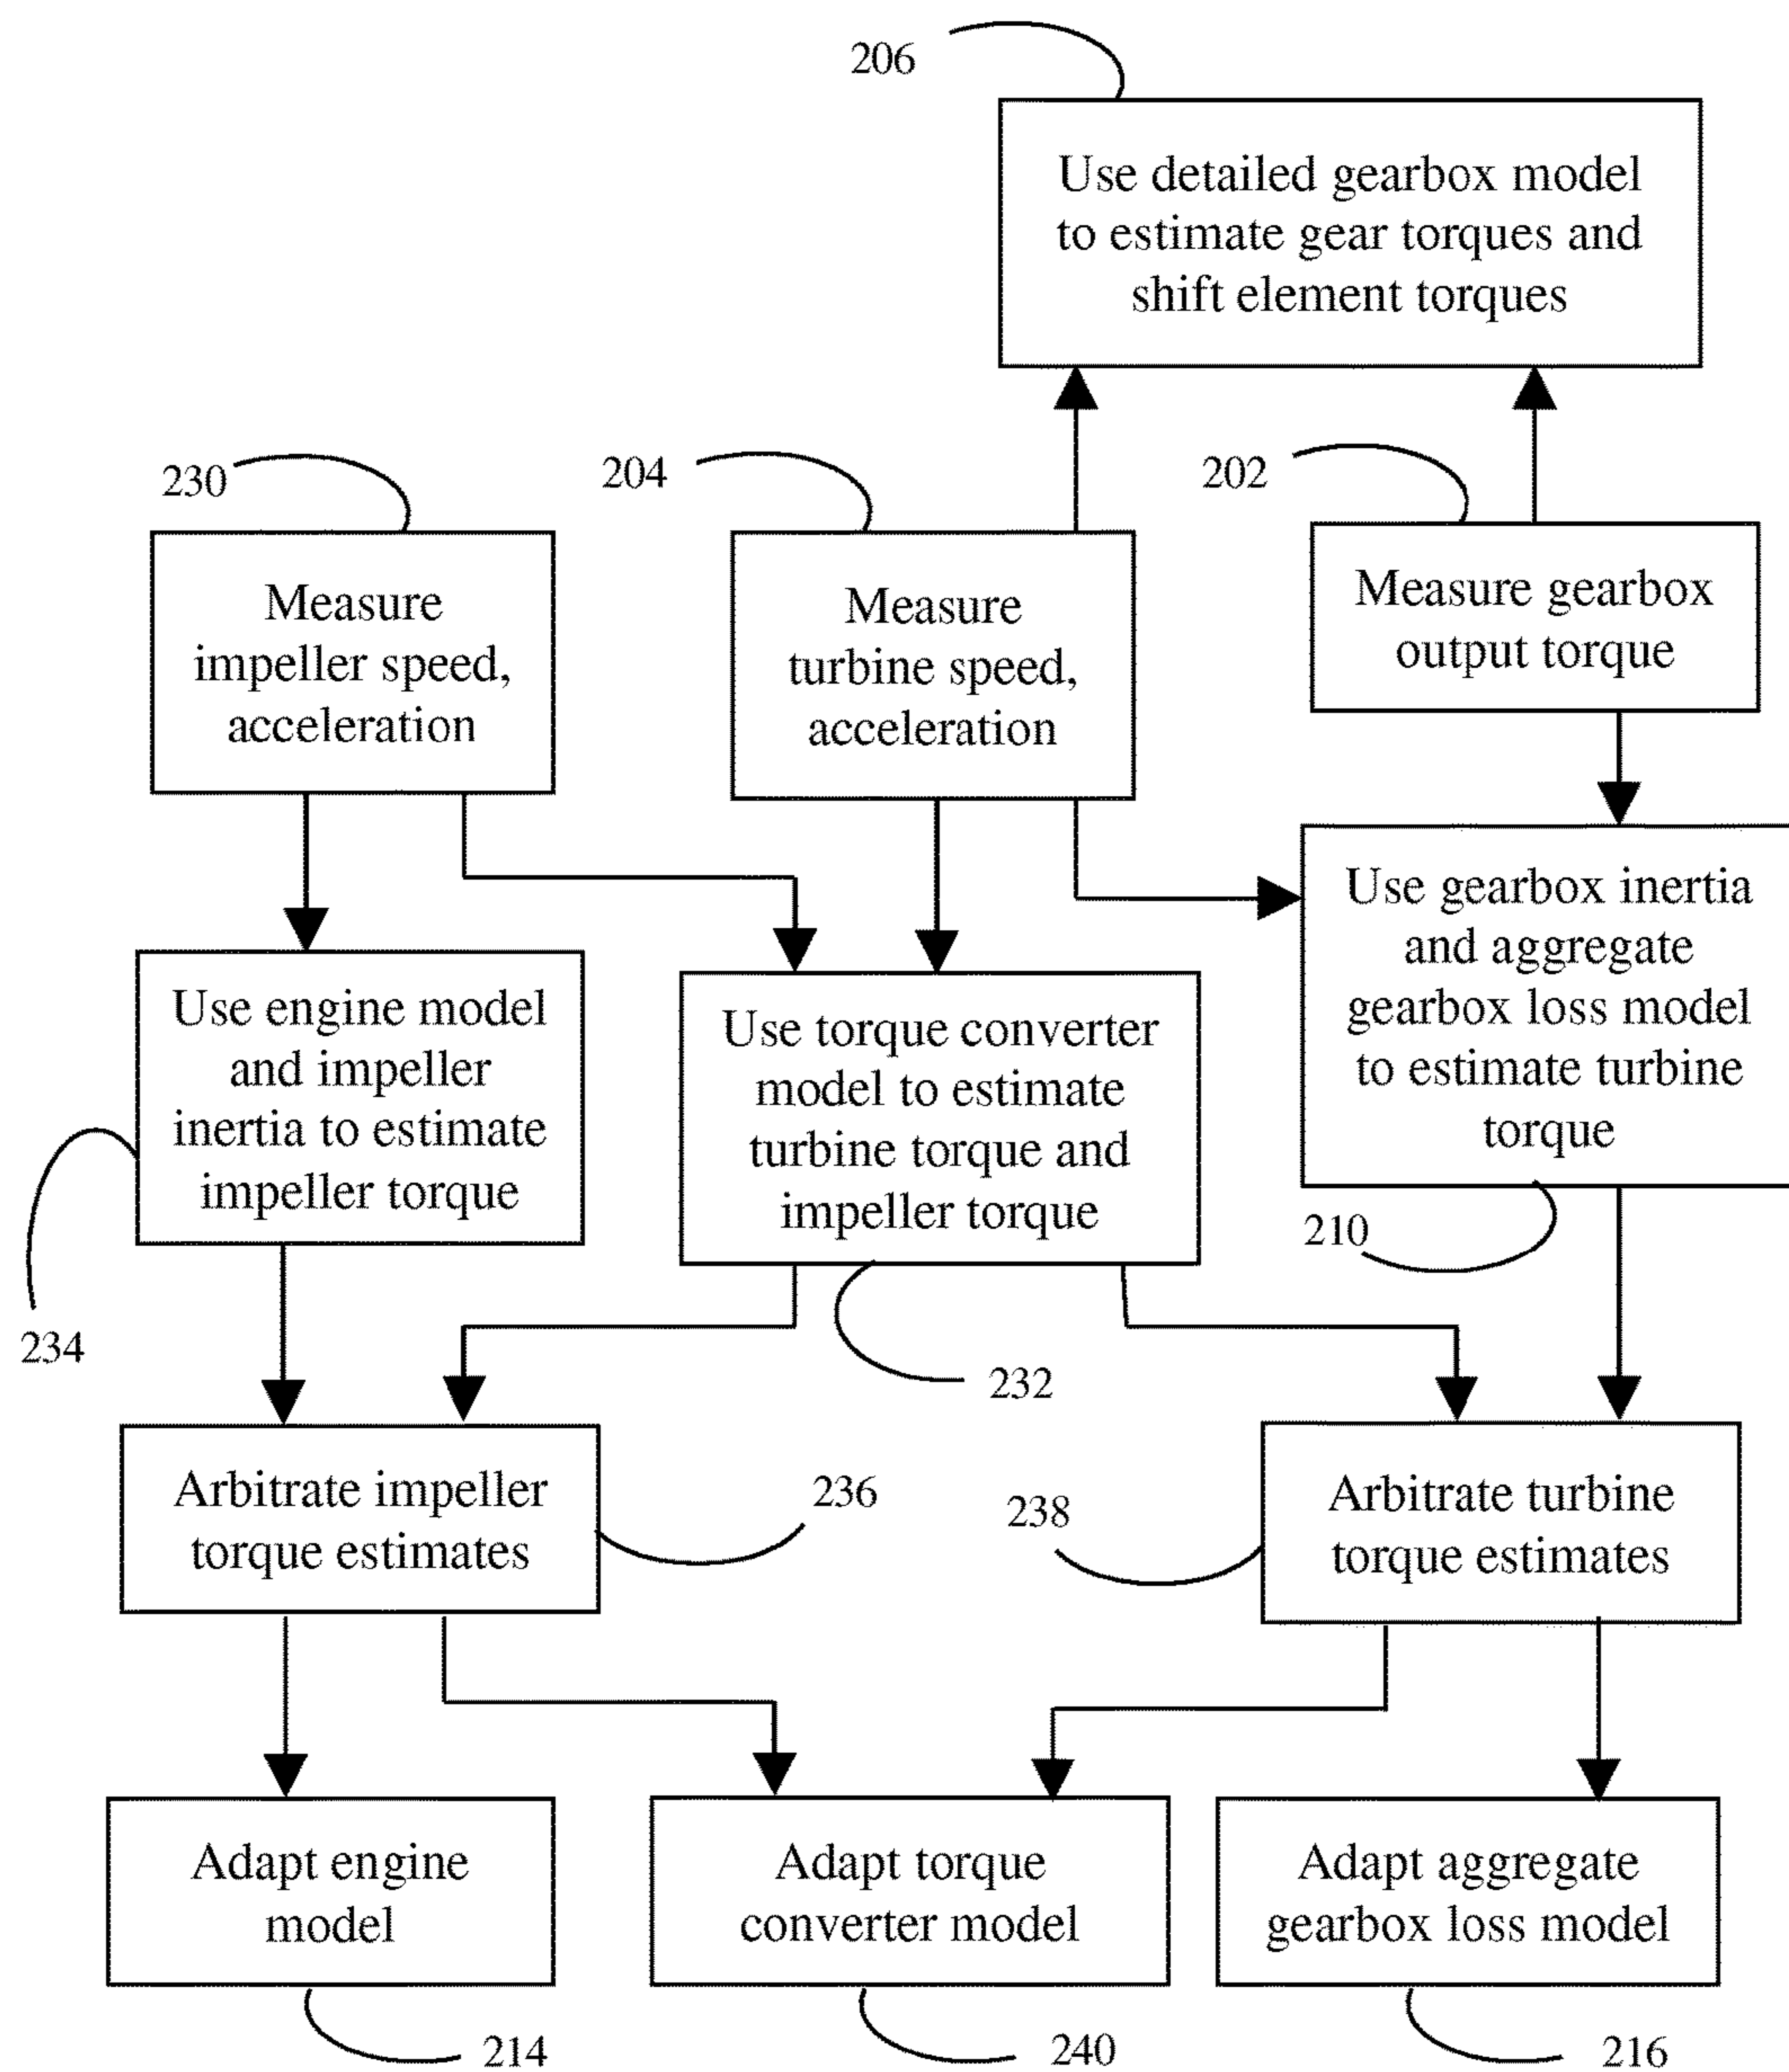 206
Use detailed gearbox model
to estimate gear torques and
shift element torques
230
204
202
Measure
impeller speed,
acceleration
Measure
turbine speed,
acceleration
Measure gearbox
output torque
Use engine model
and impeller
inertia to estimate
impeller torque
Use torque converter
model to estimate
turbine torque and
impeller torque
Use gearbox inertia
and aggregate
gearbox loss model
to estimate turbine
torque
234
232
210
Arbitrate impeller
torque estimates
236
238
Arbitrate turbine
torque estimates
Adapt engine
model
Adapt torque
converter model
Adapt aggregate
gearbox loss model
214
240
216